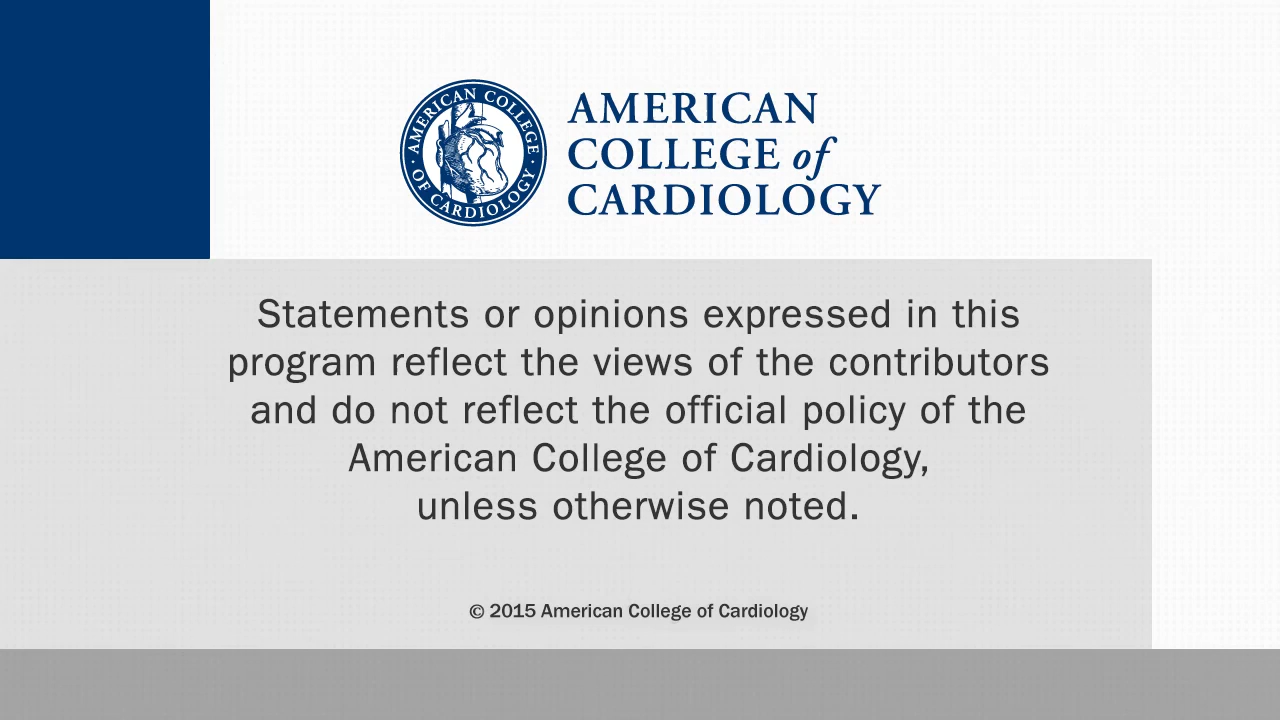 AMERICAN COLLEGE
· OF CARDIOLOGY ·
AMERICAN
COLLEGE of
CARDIOLOGY
Statements or opinions expressed in this
program reflect the views of the contributors
and do not reflect the official policy of the
American College of Cardiology,
unless otherwise noted.
© 2015 American College of Cardiology